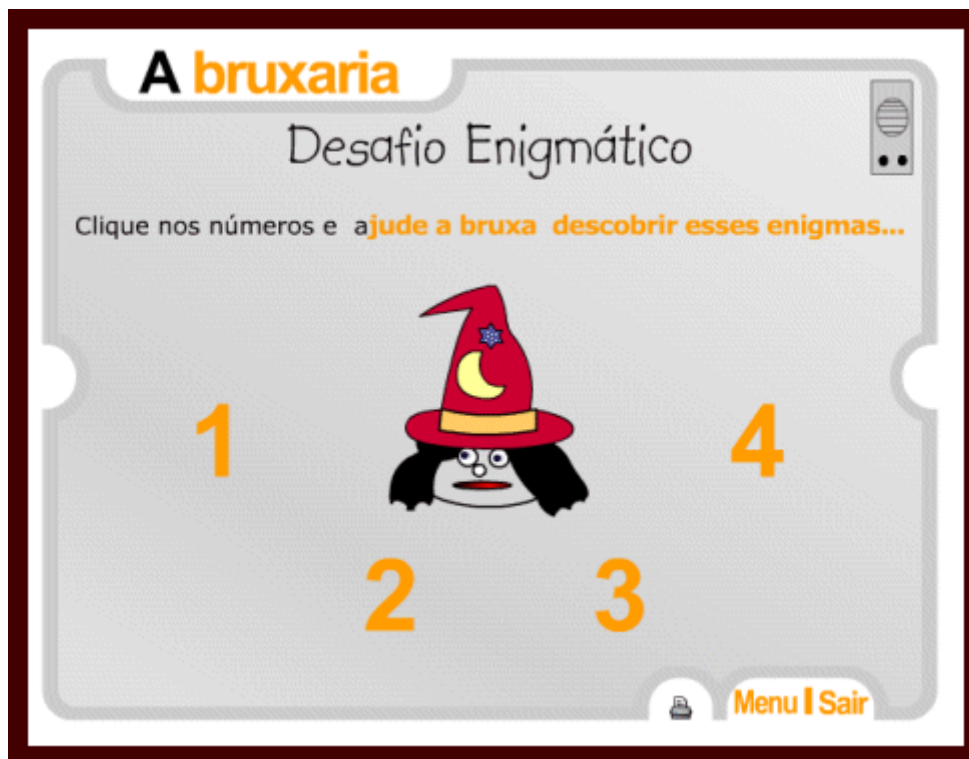 A bruxaria
Desafio Enigmático
Clique nos números e ajude a bruxa descobrir esses enigmas...
1
4
2
3
Menu | Sair